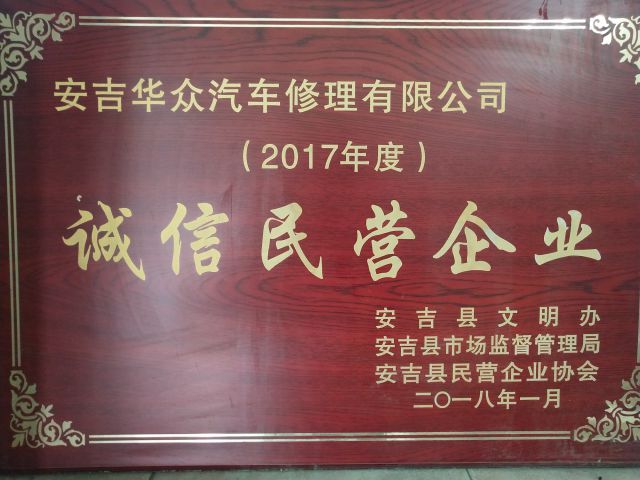 安吉华众汽车修理有限公司
（2017年度）
诚信民营企业
安吉县文明办
安吉县市场监督管理局
安吉县民营企业协会
二〇一八年一月